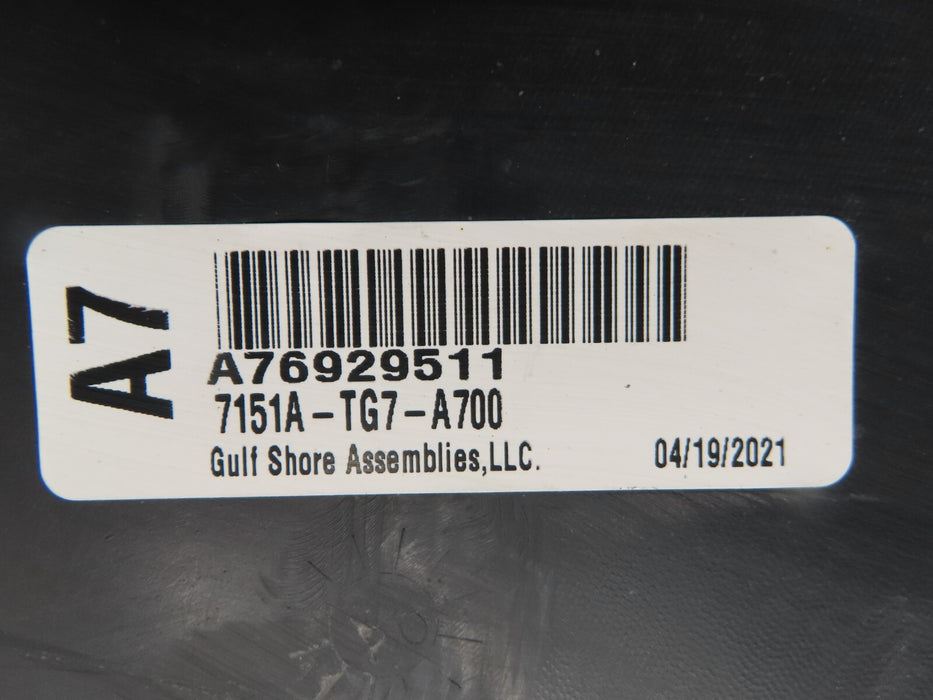 A7
A76929511
7151A-TG7-A700
Gulf Shore Assemblies,LLC. 04/19/2021